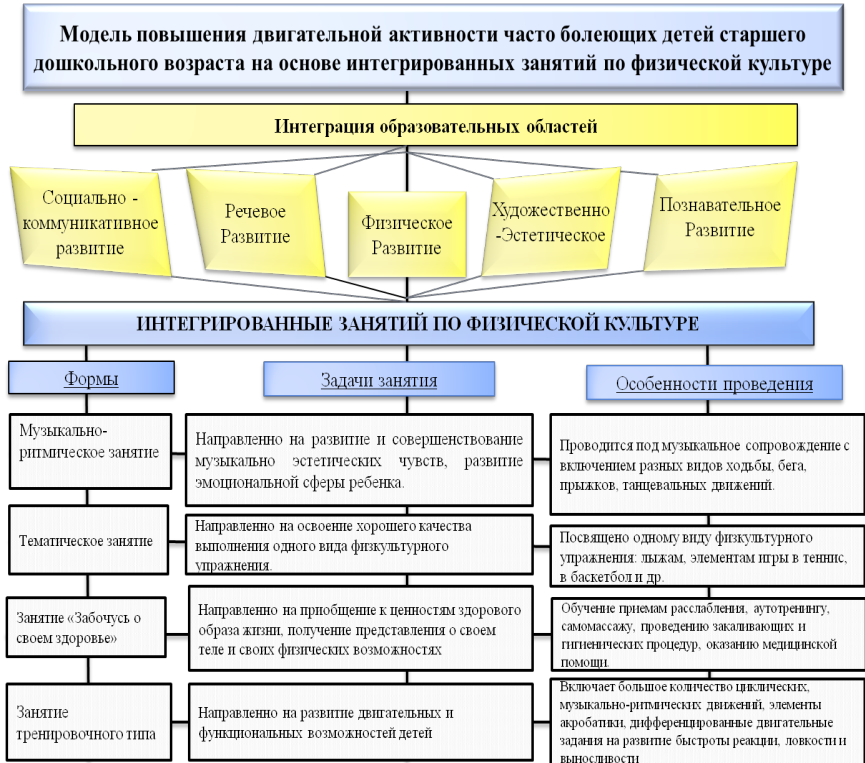 Модель повышения двигательной активности часто болеющих детей старшего
дошкольного возраста на основе интегрированных занятий по физической культуре
Интеграция образовательных областей
Социально -
коммуникативное
развитие
Речевое
Развитие
Физическое
Развитие
Художественно
-Эстетическое
Познавательное
Развитие
ИНТЕГРИРОВАННЫЕ ЗАНЯТИЙ ПО ФИЗИЧЕСКОЙ КУЛЬТУРЕ
Формы
Задачи занятия
Особенности проведения
Музыкально-
ритмическое занятие
Направленно на развитие и совершенствование
музыкально эстетических чувств, развитие
эмоциональной сферы ребенка.
Проводится под музыкальное сопровождение с
включением разных видов ходьбы, бега,
прыжков, танцевальных движений.
Тематическое занятие
Направленно на освоение хорошего качества
выполнения одного вида физкультурного
упражнения.
Посвящено одному виду физкультурного
упражнения: лыжам, элементам игры в теннис,
в баскетбол и др.
Занятие «Забочусь о
своем здоровье»
Направленно на приобщение к ценностям здорового
образа жизни, получение представления о своем
теле и своих физических возможностях
Обучение приемам расслабления, аутотренингу,
самомассажу, проведению закаливающих и
гигиенических процедур, оказанию медицинской
помощи.
Занятие
тренировочного типа
Направленно на развитие двигательных и
функциональных возможностей детей
Включает большое количество циклических,
музыкально-ритмических движений, элементы
акробатики, дифференцированные двигательные
задания на развитие быстроты реакции, ловкости и
выносливости